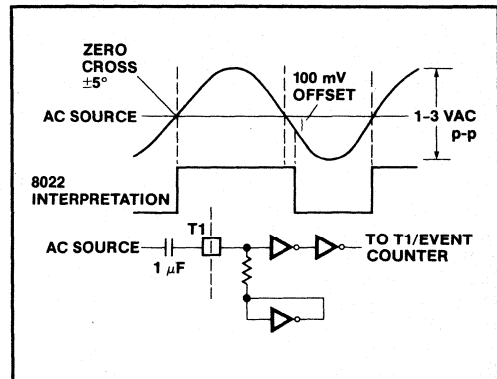 ZERO
CROSS
±5°
100 mV
OFFSET
AC SOURCE
1–3 VAC
p-p
8022
INTERPRETATION
T1
AC SOURCE
TO T1/EVENT
COUNTER
1 μF